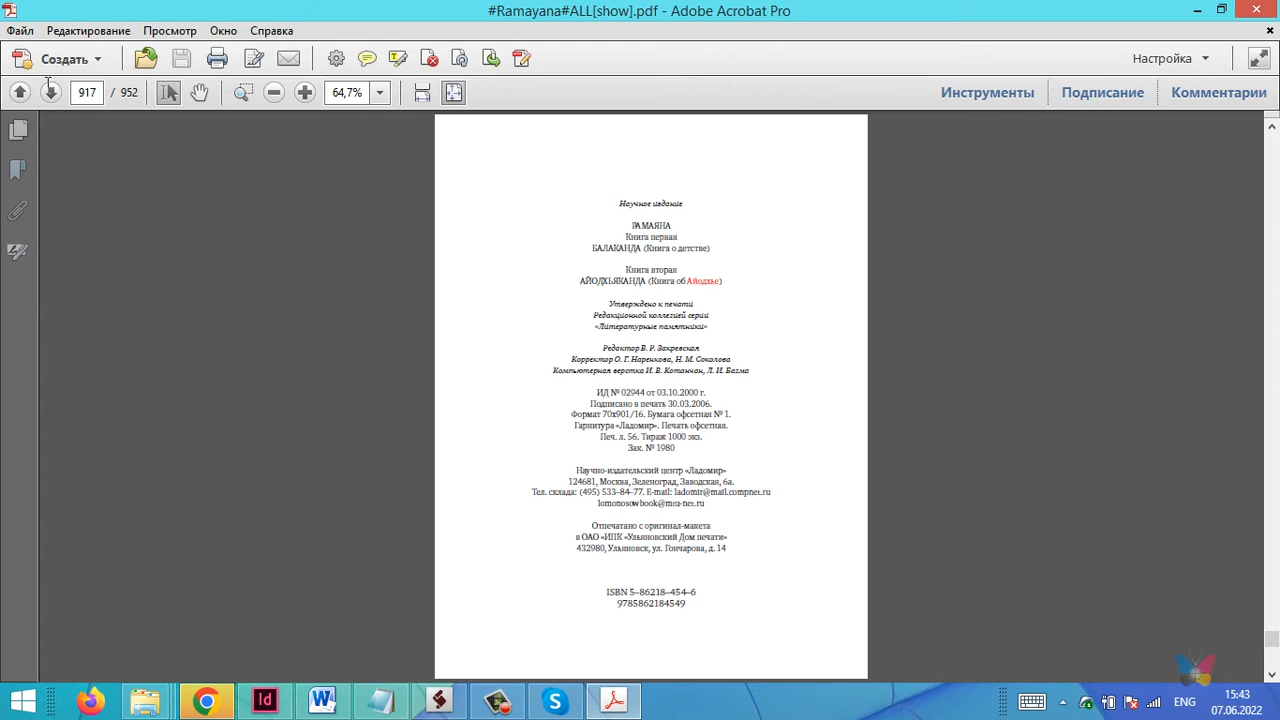 #Ramayana#ALL[show].pdf - Adobe Acrobat Pro
Файл Редактирование Просмотр Окно Справка
Создать Настройка
917 / 952 64,7% Инструменты Подписание Комментарии
Научное издание
РАМАЯНА
Книга первая
БАЛАКАНДА (Книга о детстве)
Книга вторая
АЙОДХЬЯКАНДА (Книга об Айодхье)
Утверждено к печати
Редакционной коллегией серии
«Литературные памятники»
Редактор В. Р. Закревская
Корректор О. Г. Наренкова, Н. М. Соколова
Компьютерная верстка И. В. Котанчан, Л. И. Багма
ИД № 02944 от 03.10.2000 г.
Подписано в печать 30.03.2006.
Формат 70х901/16. Бумага офсетная № 1.
Гарнитура «Ладомир». Печать офсетная.
Печ. л. 56. Тираж 1000 экз.
Зак. № 1980
Научно-издательский центр «Ладомир»
124681, Москва, Зеленоград, Заводская, 6а.
Тел. склада: (495) 533–84–77. E-mail: ladomir@mail.compnet.ru
lomonosowbook@mtu-net.ru
Отпечатано с оригинал-макета
в ОАО «ИПК «Ульяновский Дом печати»
432980, Ульяновск, ул. Гончарова, д. 14
ISBN 5–86218–454–6
9785862184549
ENG
15:43
07.06.2022